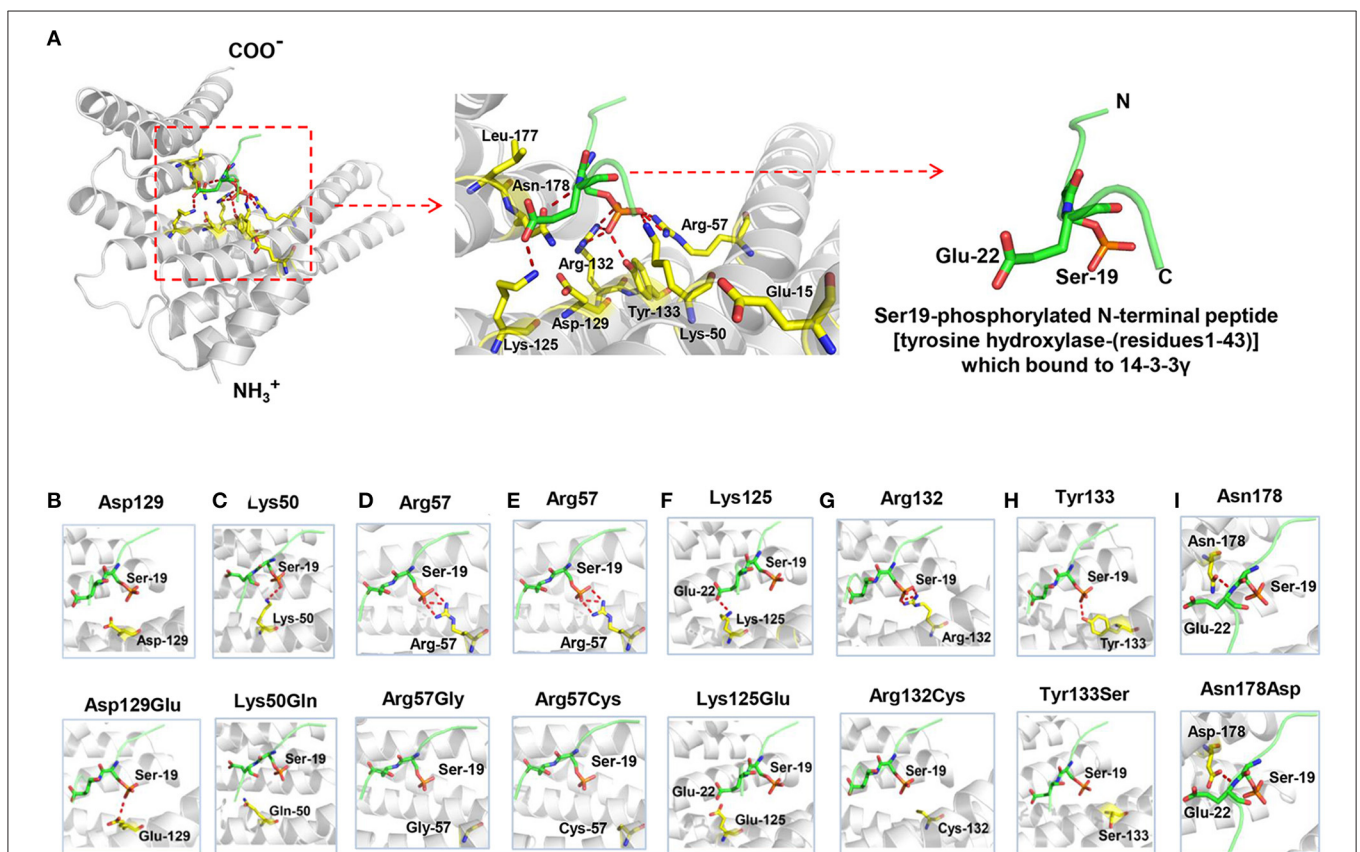 A
COO⁻
NH₃⁺
Leu-177
Asn-178
Arg-57
Arg-132
Glu-15
Asp-129
Tyr-133
Lys-50
Lys-125
N
Glu-22
Ser-19
C
Ser19-phosphorylated N-terminal peptide
[tyrosine hydroxylase-(residues1-43)]
which bound to 14-3-3γ
B Asp129
Ser-19
Asp-129
Asp129Glu
Ser-19
Glu-129
C Lys50
Ser-19
Lys-50
Lys50Gln
Ser-19
Gln-50
D Arg57
Ser-19
Arg-57
Arg57Gly
Ser-19
Gly-57
E Arg57
Ser-19
Arg-57
Arg57Cys
Ser-19
Cys-57
F Lys125
Ser-19
Glu-22
Lys-125
Lys125Glu
Ser-19
Glu-22
Glu-125
G Arg132
Ser-19
Arg-132
Arg132Cys
Ser-19
Cys-132
H Tyr133
Ser-19
Tyr-133
Tyr133Ser
Ser-19
Ser-133
I Asn178
Asn-178
Ser-19
Glu-22
Asn178Asp
Asp-178
Ser-19
Glu-22